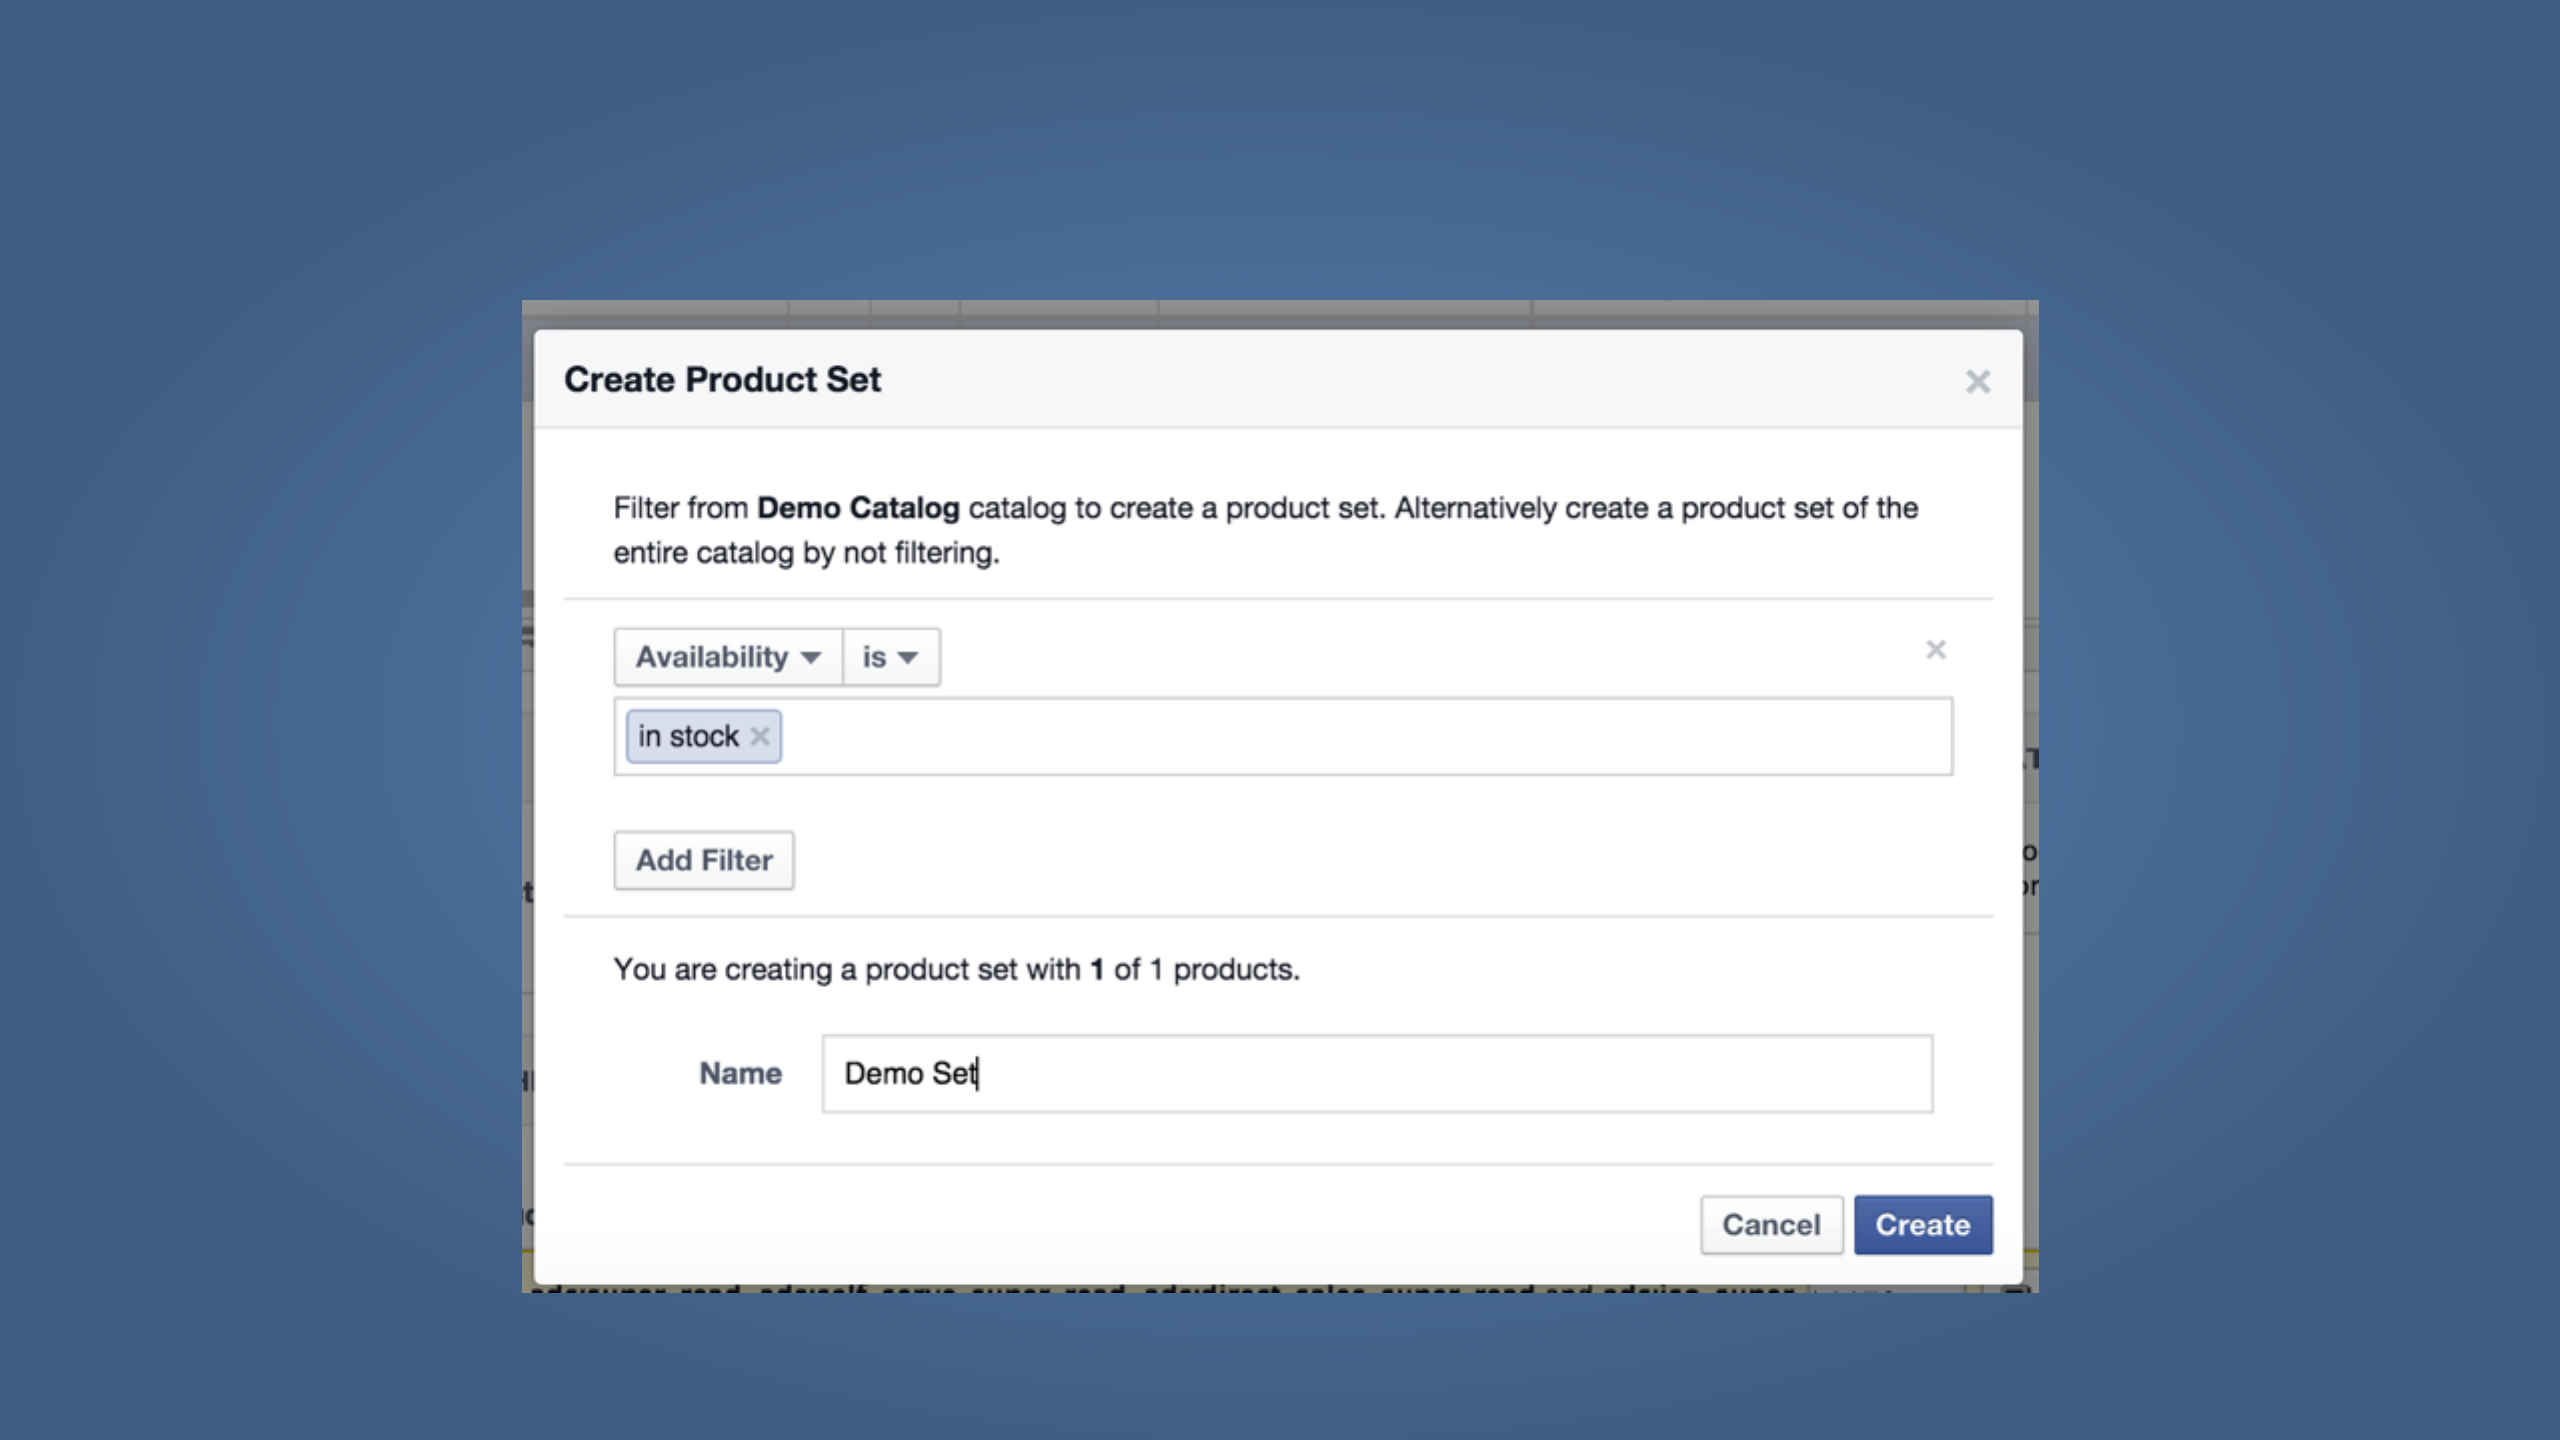 Create Product Set
Filter from Demo Catalog catalog to create a product set. Alternatively create a product set of the
entire catalog by not filtering.
Availability is
in stock
Add Filter
You are creating a product set with 1 of 1 products.
Name Demo Set
Cancel Create